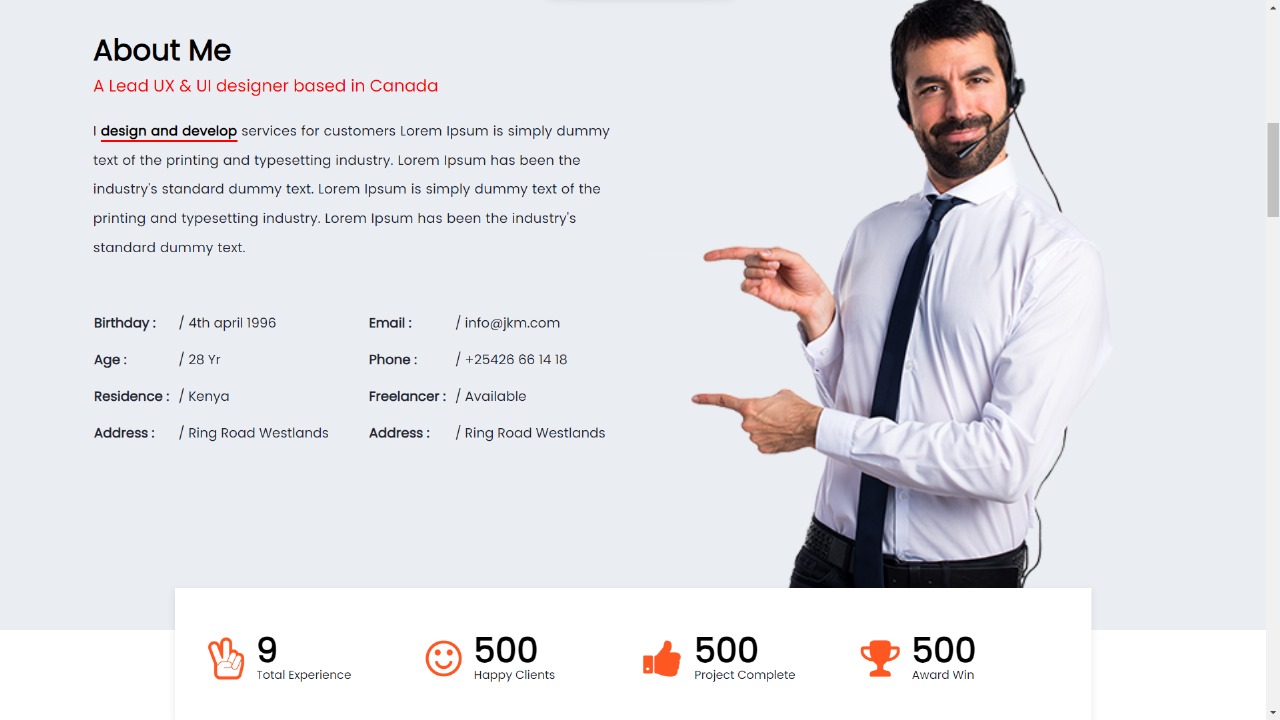 About Me
A Lead UX & UI designer based in Canada
I design and develop services for customers Lorem Ipsum is simply dummy
text of the printing and typesetting industry. Lorem Ipsum has been the
industry's standard dummy text. Lorem Ipsum is simply dummy text of the
printing and typesetting industry. Lorem Ipsum has been the industry's
standard dummy text.
Birthday : / 4th april 1996 Email : / info@jkm.com
Age : / 28 Yr Phone : / +25426 66 14 18
Residence : / Kenya Freelancer : / Available
Address : / Ring Road Westlands Address : / Ring Road Westlands
9 500 500 500
Total Experience Happy Clients Project Complete Award Win